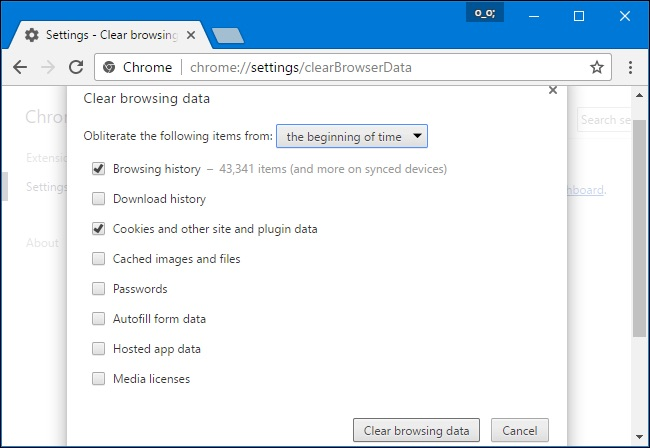 o_o;
Settings - Clear browsing
Chrome chrome://settings/clearBrowserData
Clear browsing data
Chro
Search se
Obliterate the following items from: the beginning of time
Extension
Browsing history – 43,341 items (and more on synced devices)
Settings
dashboard.
Download history
Cookies and other site and plugin data
About
Cached images and files
Passwords
Autofill form data
Hosted app data
Media licenses
Clear browsing data Cancel